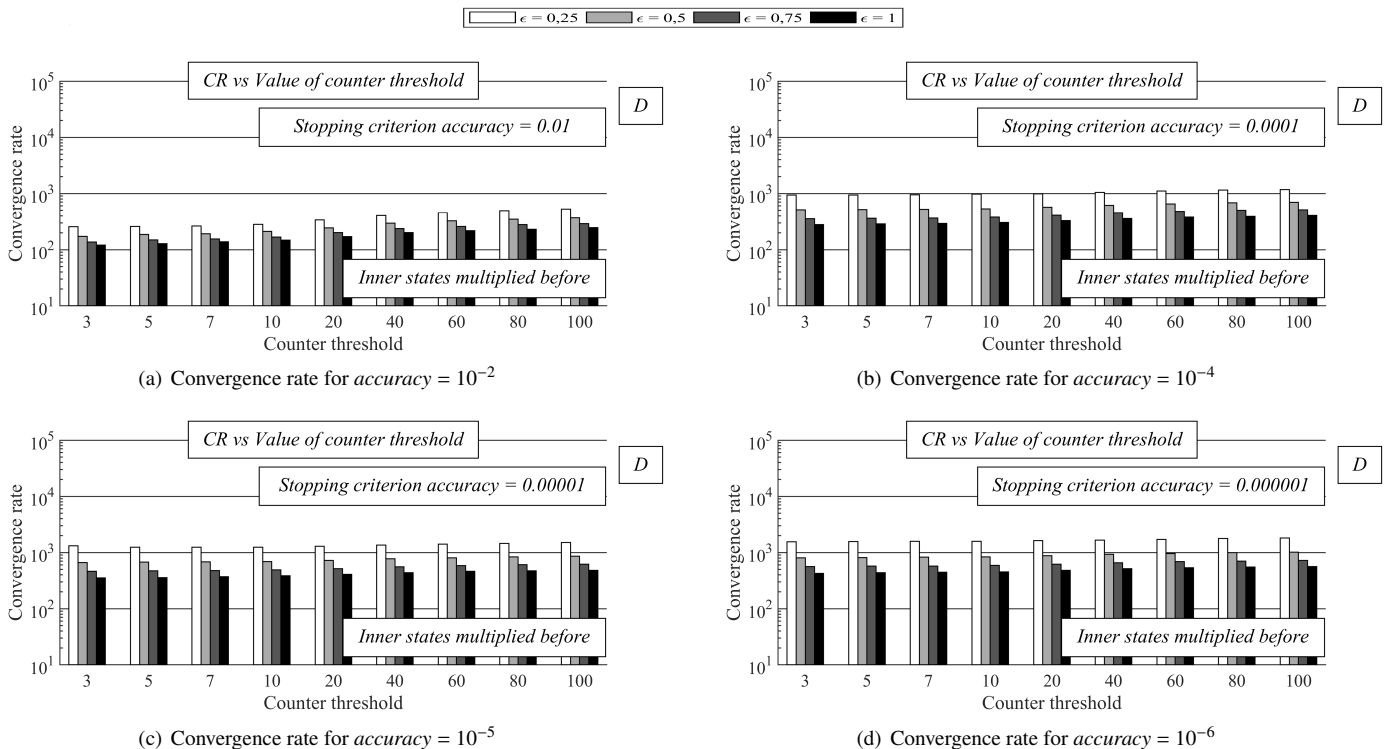 ϵ = 0,25 ϵ = 0,5 ϵ = 0,75 ϵ = 1
CR vs Value of counter threshold
D
Stopping criterion accuracy = 0.01
Inner states multiplied before
Convergence rate
10^5
10^4
10^3
10^2
10^1
3 5 7 10 20 40 60 80 100
Counter threshold
(a) Convergence rate for accuracy = 10^−2
CR vs Value of counter threshold
D
Stopping criterion accuracy = 0.0001
Inner states multiplied before
Convergence rate
10^5
10^4
10^3
10^2
10^1
3 5 7 10 20 40 60 80 100
Counter threshold
(b) Convergence rate for accuracy = 10^−4
CR vs Value of counter threshold
D
Stopping criterion accuracy = 0.00001
Inner states multiplied before
Convergence rate
10^5
10^4
10^3
10^2
10^1
3 5 7 10 20 40 60 80 100
Counter threshold
(c) Convergence rate for accuracy = 10^−5
CR vs Value of counter threshold
D
Stopping criterion accuracy = 0.000001
Inner states multiplied before
Convergence rate
10^5
10^4
10^3
10^2
10^1
3 5 7 10 20 40 60 80 100
Counter threshold
(d) Convergence rate for accuracy = 10^−6